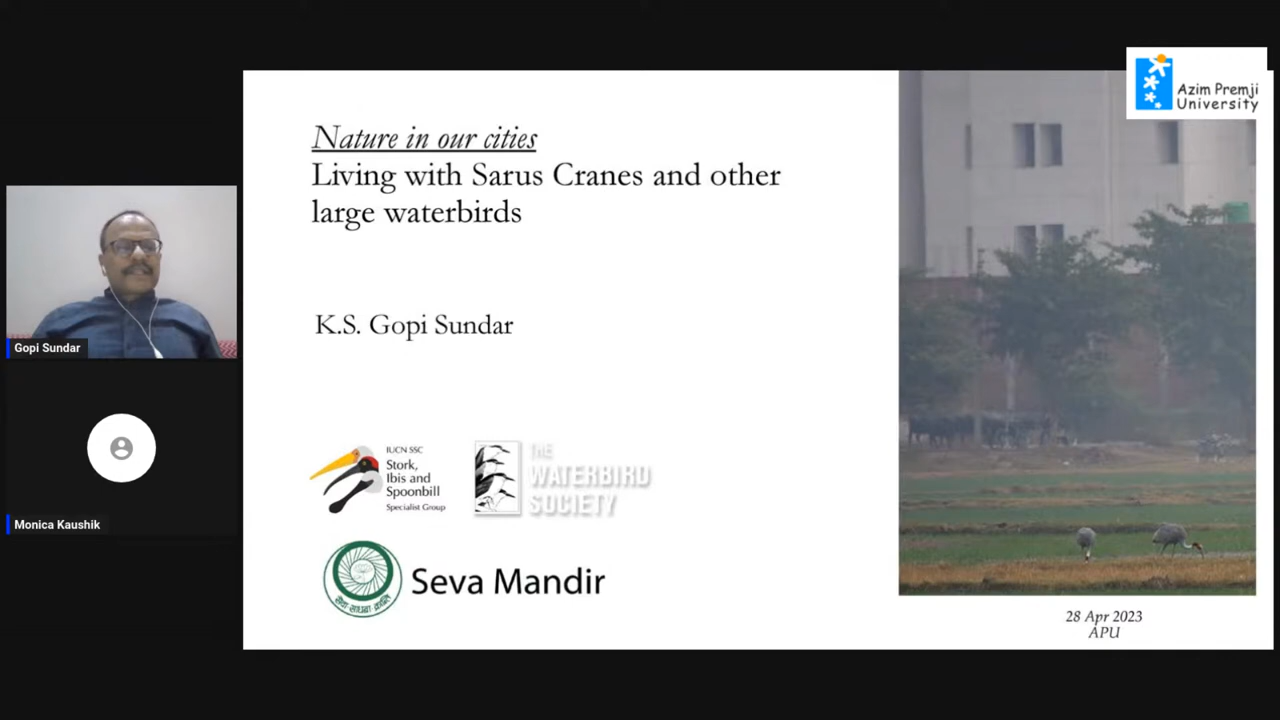 Azim Premji
University
Nature in our cities
Living with Sarus Cranes and other
large waterbirds
K.S. Gopi Sundar
Gopi Sundar
Monica Kaushik
IUCN SSC
Stork,
Ibis and
Spoonbill
Specialist Group
THE
WATERBIRD
SOCIETY
Seva Mandir
28 Apr 2023
APU